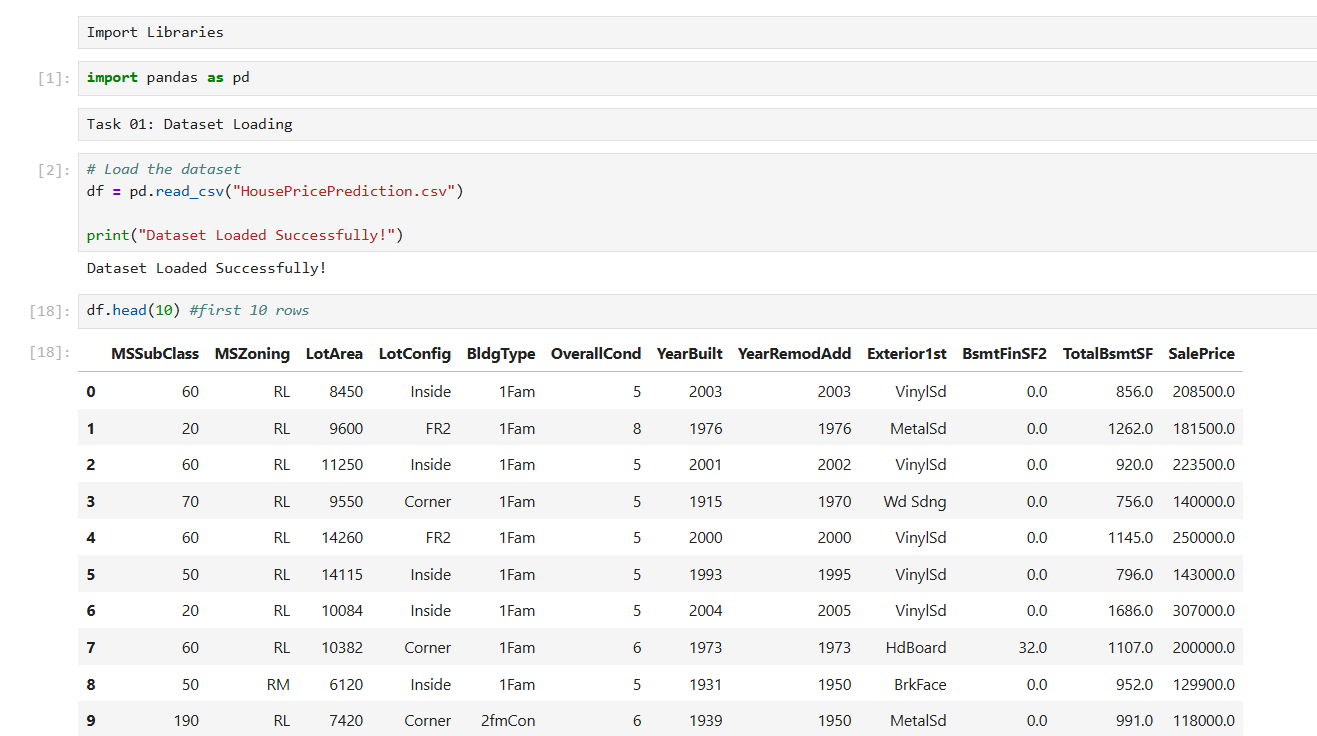 Import Libraries
[1]: import pandas as pd
Task 01: Dataset Loading
[2]: # Load the dataset
df = pd.read_csv("HousePricePrediction.csv")
print("Dataset Loaded Successfully!")
Dataset Loaded Successfully!
[18]: df.head(10) #first 10 rows
[18]: MSSubClass MSZoning LotArea LotConfig BldgType OverallCond YearBuilt YearRemodAdd Exterior1st BsmtFinSF2 TotalBsmtSF SalePrice
0 60 RL 8450 Inside 1Fam 5 2003 2003 VinylSd 0.0 856.0 208500.0
1 20 RL 9600 FR2 1Fam 8 1976 1976 MetalSd 0.0 1262.0 181500.0
2 60 RL 11250 Inside 1Fam 5 2001 2002 VinylSd 0.0 920.0 223500.0
3 70 RL 9550 Corner 1Fam 5 1915 1970 Wd Sdng 0.0 756.0 140000.0
4 60 RL 14260 FR2 1Fam 5 2000 2000 VinylSd 0.0 1145.0 250000.0
5 50 RL 14115 Inside 1Fam 5 1993 1995 VinylSd 0.0 796.0 143000.0
6 20 RL 10084 Inside 1Fam 5 2004 2005 VinylSd 0.0 1686.0 307000.0
7 60 RL 10382 Corner 1Fam 6 1973 1973 HdBoard 32.0 1107.0 200000.0
8 50 RM 6120 Inside 1Fam 5 1931 1950 BrkFace 0.0 952.0 129900.0
9 190 RL 7420 Corner 2fmCon 6 1939 1950 MetalSd 0.0 991.0 118000.0